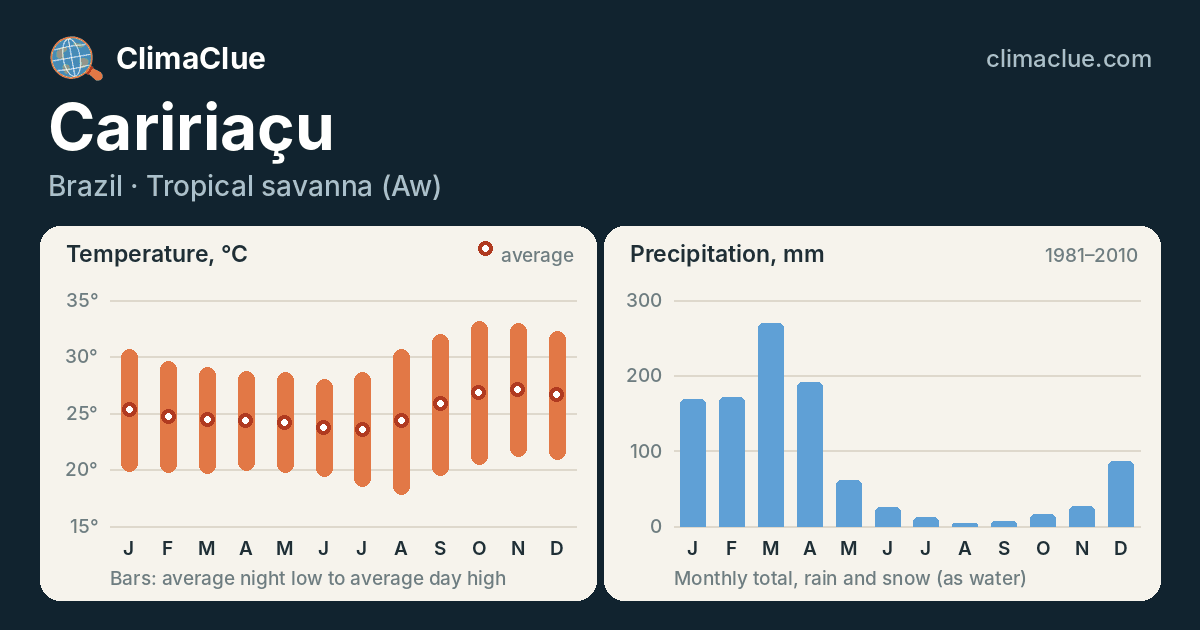 ClimaClue
climaclue.com
Caririaçu
Brazil · Tropical savanna (Aw)
Temperature, °C
average
35°
30°
25°
20°
15°
J F M A M J J A S O N D
Bars: average night low to average day high
Precipitation, mm
1981–2010
300
200
100
0
J F M A M J J A S O N D
Monthly total, rain and snow (as water)